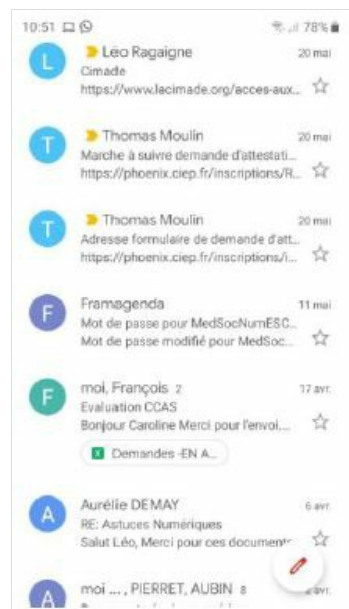 10:51 78%
L Léo Ragaigne 20 mai
Cimade
https://www.lacimade.org/acces-aux...
T Thomas Moulin 20 mai
Marche à suivre demande d'attestati...
https://phoenix.ciep.fr/inscriptions/R...
T Thomas Moulin 20 mai
Adresse formulaire de demande d'att...
https://phoenix.ciep.fr/inscriptions/i...
F Framagenda 11 mai
Mot de passe pour MedSocNumESC...
Mot de passe modifié pour MedSoc...
F moi, François 2 17 avr.
Evaluation CCAS
Bonjour Caroline Merci pour l'envoi....
X Demandes -EN A...
A Aurélie DEMAY 6 avr.
RE: Astuces Numériques
Salut Léo, Merci pour ces documents
A moi ... , PIERRET, AUBIN 8 avr.